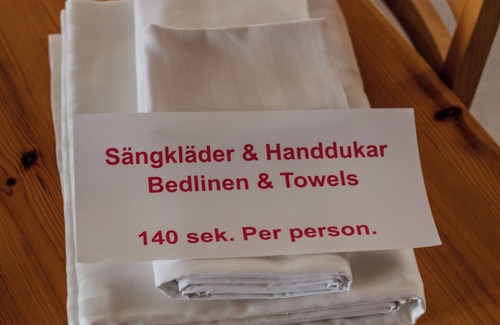 Sängkläder & Handdukar
Bedlinen & Towels
140 sek. Per person.